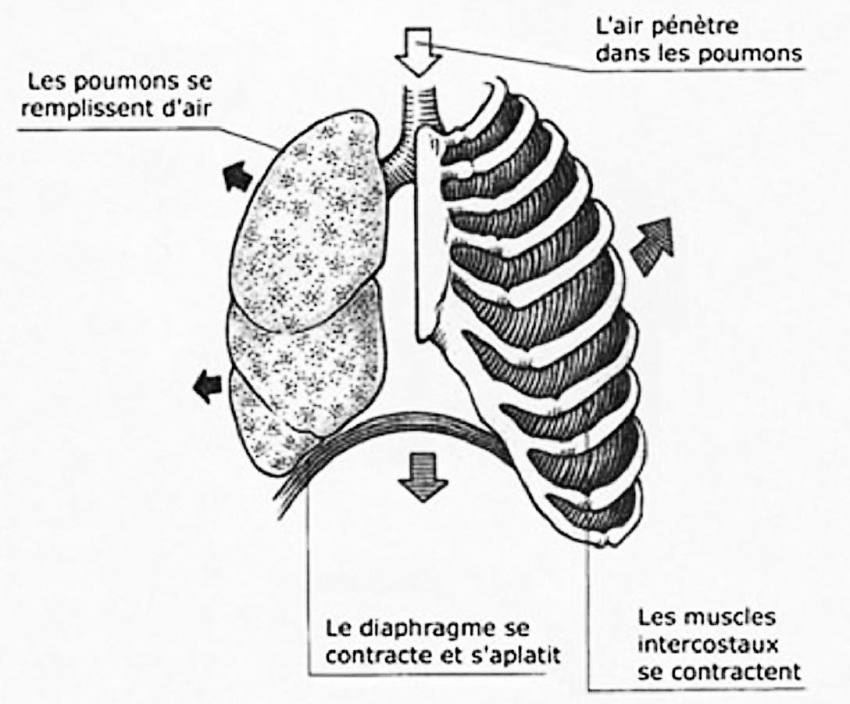 L'air pénètre
dans les poumons
Les poumons se
remplissent d'air
Le diaphragme se
contracte et s'aplatit
Les muscles
intercostaux
se contractent